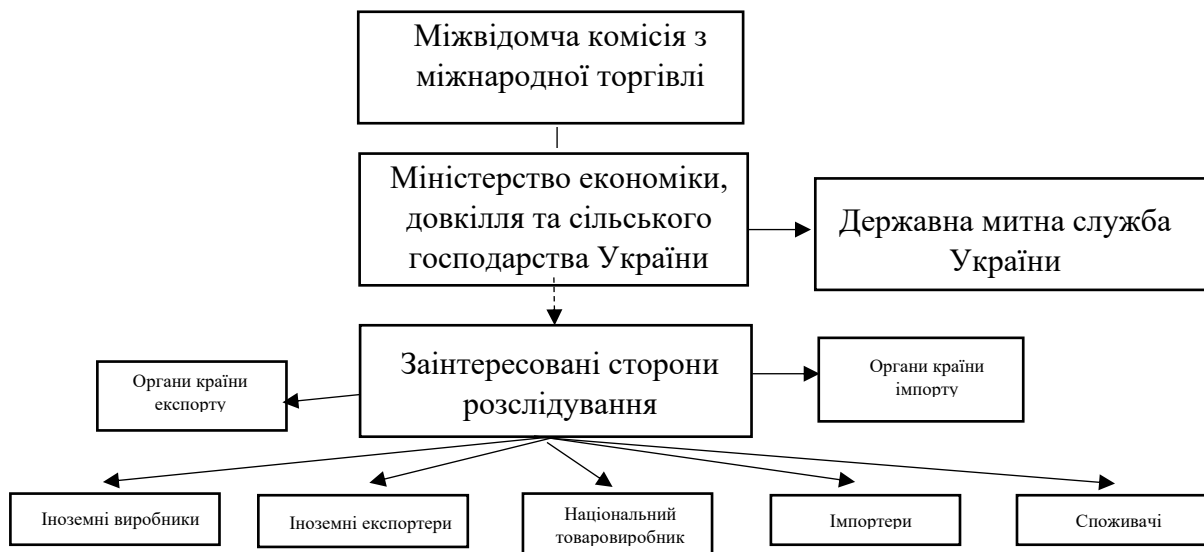 Міжвідомча комісія з
міжнародної торгівлі
Міністерство економіки,
довкілля та сільського
господарства України
Державна митна служба
України
Заінтересовані сторони
розслідування
Органи країни
експорту
Органи країни
імпорту
Іноземні виробники
Іноземні експортери
Національний
товаровиробник
Імпортери
Споживачі